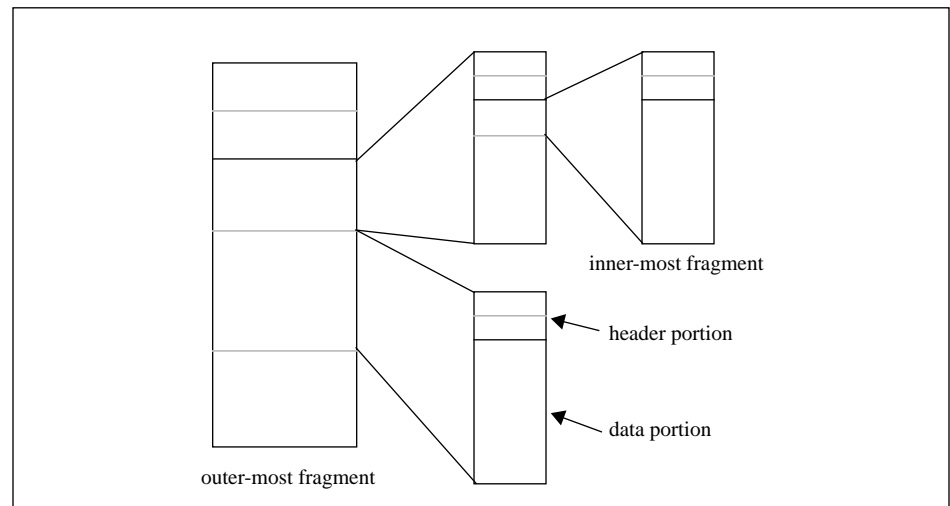 inner-most fragment
header portion
data portion
outer-most fragment